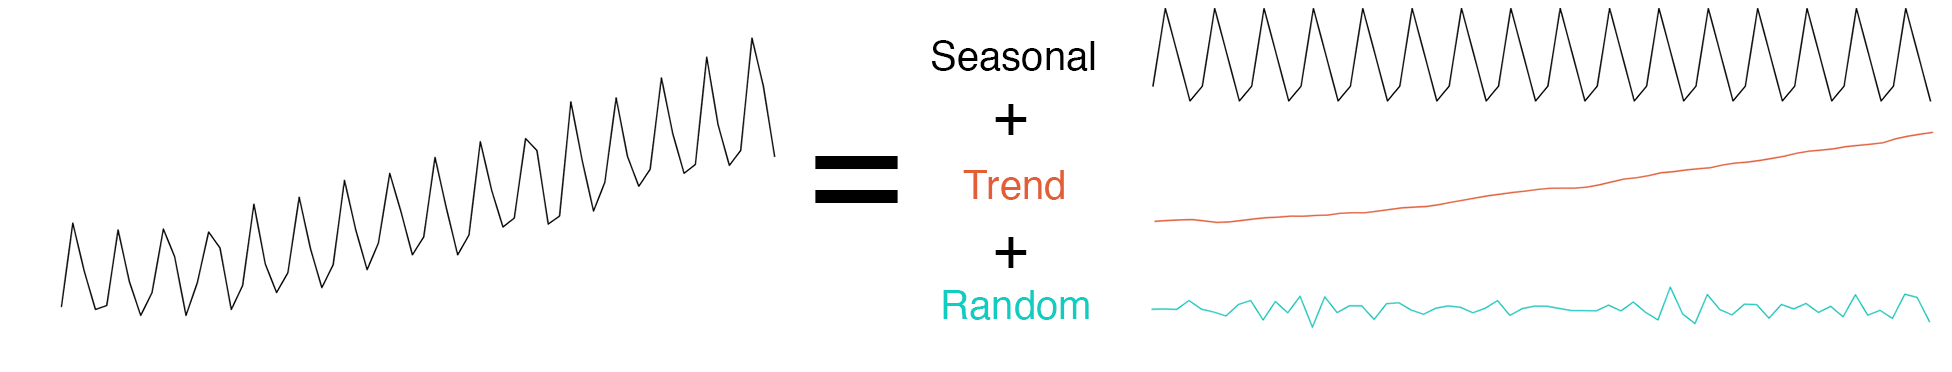 Seasonal
+
Trend
+
Random
=